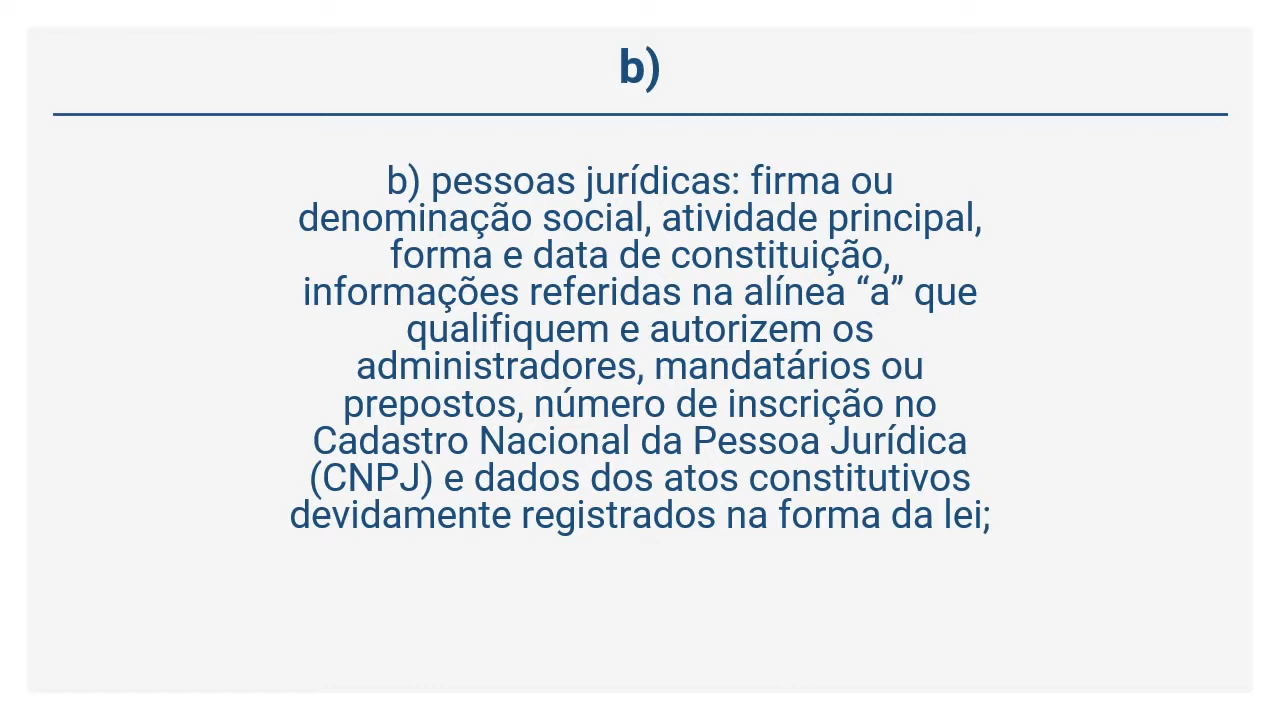 b)
b) pessoas jurídicas: firma ou
denominação social, atividade principal,
forma e data de constituição,
informações referidas na alínea “a” que
qualifiquem e autorizem os
administradores, mandatários ou
prepostos, número de inscrição no
Cadastro Nacional da Pessoa Jurídica
(CNPJ) e dados dos atos constitutivos
devidamente registrados na forma da lei;